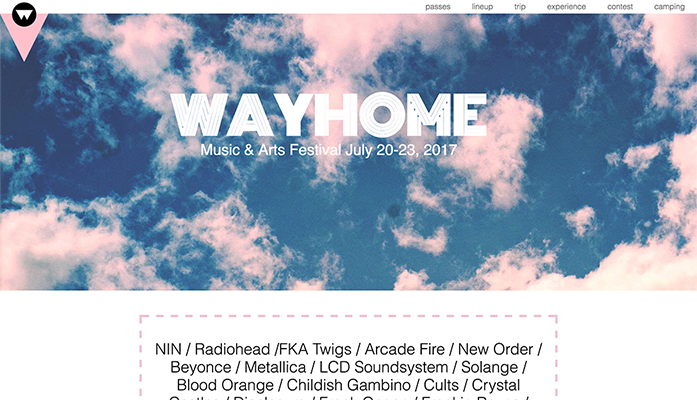 W
passes lineup trip experience contest camping
WAYHOME
Music & Arts Festival July 20-23, 2017
NIN / Radiohead /FKA Twigs / Arcade Fire / New Order /
Beyonce / Metallica / LCD Soundsystem / Solange /
Blood Orange / Childish Gambino / Cults / Crystal